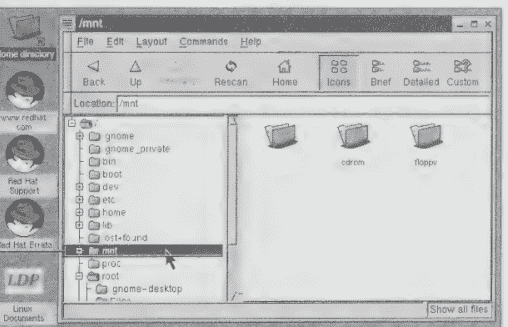 /mnt
File Edit Layout Commands Help
Back Up Rescan Home Icons Brief Detailed Custom
Location: /mnt
Home directory
www.redhat.com
Red Hat
Support
Red Hat Errata
LDP
Linux
Documents
/
gnome
gnome_private
bin
boot
dev
etc
home
lib
lost+found
mnt
proc
root
gnome-desktop
cdrom
floppy
Show all files